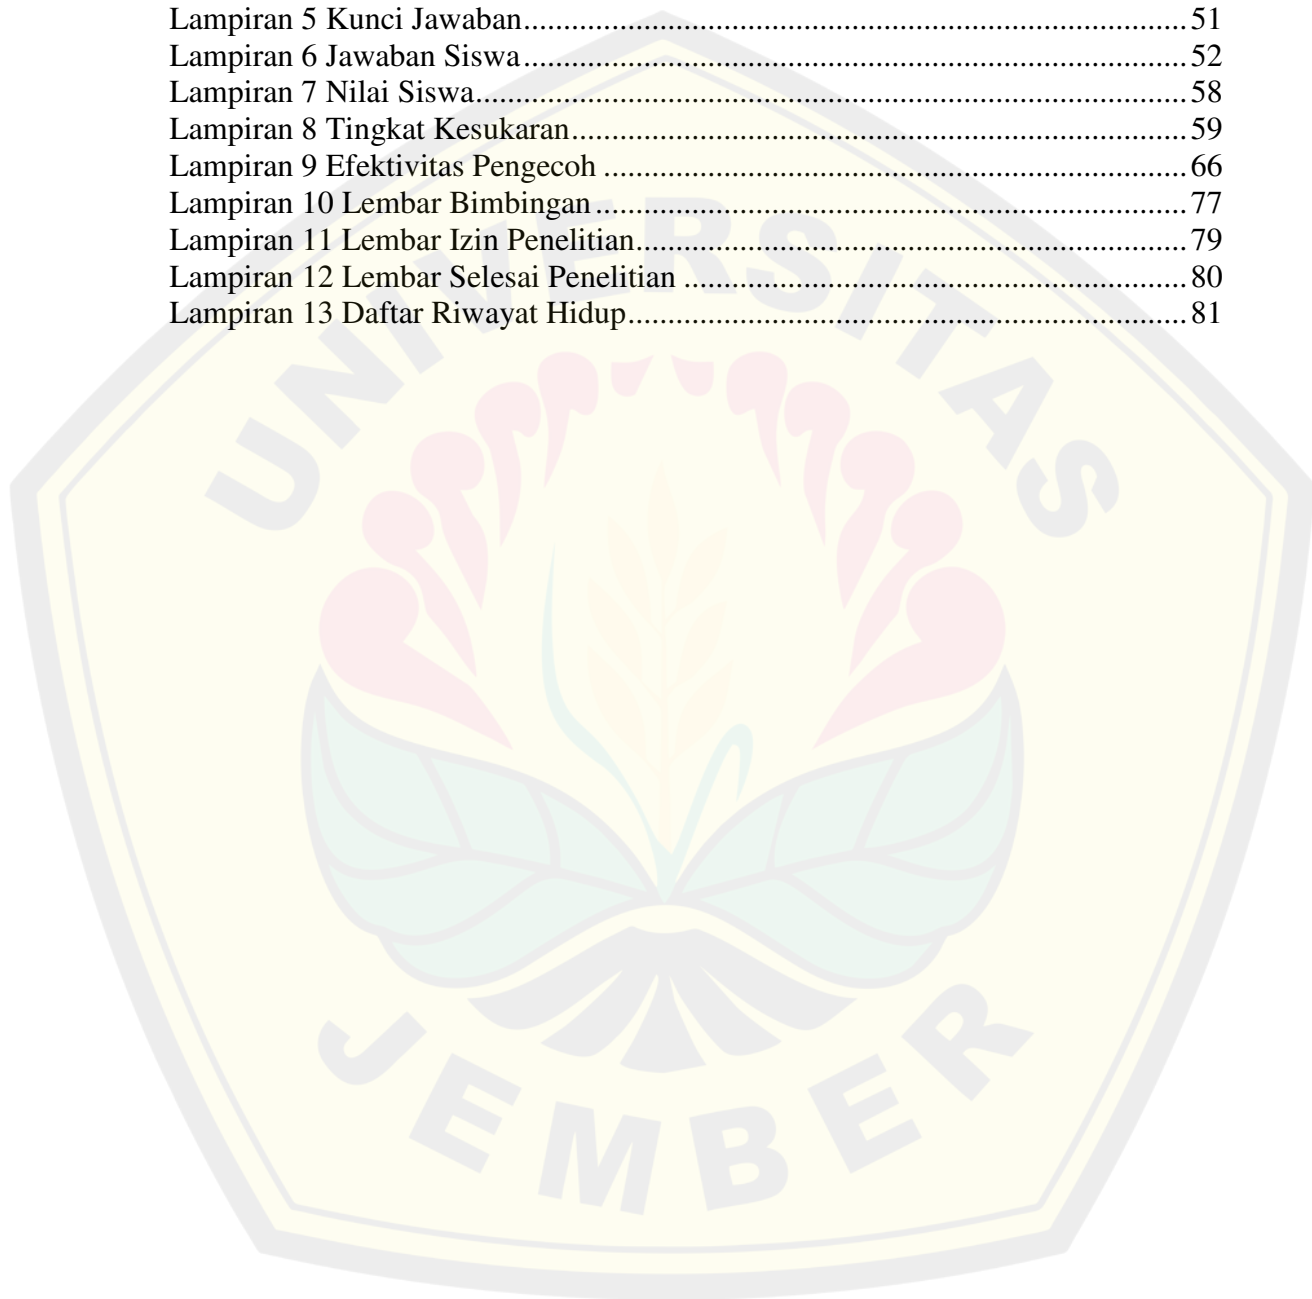 Lampiran 5 Kunci Jawaban.................................................................................... 51
Lampiran 6 Jawaban Siswa.................................................................................... 52
Lampiran 7 Nilai Siswa.......................................................................................... 58
Lampiran 8 Tingkat Kesukaran.............................................................................. 59
Lampiran 9 Efektivitas Pengecoh .......................................................................... 66
Lampiran 10 Lembar Bimbingan ........................................................................... 77
Lampiran 11 Lembar Izin Penelitian...................................................................... 79
Lampiran 12 Lembar Selesai Penelitian ................................................................ 80
Lampiran 13 Daftar Riwayat Hidup....................................................................... 81
UNIVERSITAS
JEMBER